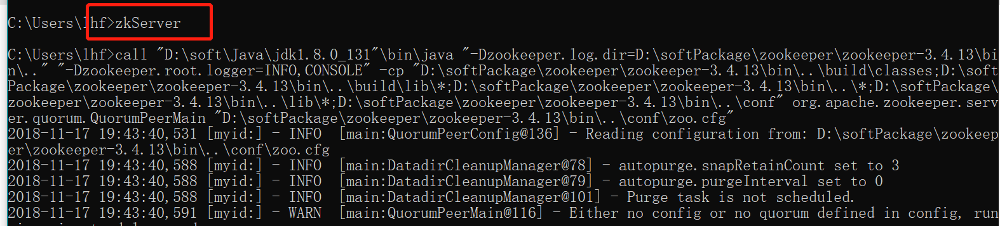 C:\Users\lhf>zkServer
C:\Users\lhf>call "D:\soft\Java\jdk1.8.0_131"\bin\java "-Dzookeeper.log.dir=D:\softPackage\zookeeper\zookeeper-3.4.13\bi
n\.." "-Dzookeeper.root.logger=INFO,CONSOLE" -cp "D:\softPackage\zookeeper\zookeeper-3.4.13\bin\..\build\classes;D:\soft
Package\zookeeper\zookeeper-3.4.13\bin\..\build\lib\*;D:\softPackage\zookeeper\zookeeper-3.4.13\bin\..\*;D:\softPackage\
zookeeper\zookeeper-3.4.13\bin\..\lib\*;D:\softPackage\zookeeper\zookeeper-3.4.13\bin\..\conf" org.apache.zookeeper.serv
er.quorum.QuorumPeerMain "D:\softPackage\zookeeper\zookeeper-3.4.13\bin\..\conf\zoo.cfg"
2018-11-17 19:43:40,531 [myid:] - INFO  [main:QuorumPeerConfig@136] - Reading configuration from: D:\softPackage\zookeep
er\zookeeper-3.4.13\bin\..\conf\zoo.cfg
2018-11-17 19:43:40,588 [myid:] - INFO  [main:DatadirCleanupManager@78] - autopurge.snapRetainCount set to 3
2018-11-17 19:43:40,588 [myid:] - INFO  [main:DatadirCleanupManager@79] - autopurge.purgeInterval set to 0
2018-11-17 19:43:40,588 [myid:] - INFO  [main:DatadirCleanupManager@101] - Purge task is not scheduled.
2018-11-17 19:43:40,591 [myid:] - WARN  [main:QuorumPeerMain@116] - Either no config or no quorum defined in config, run